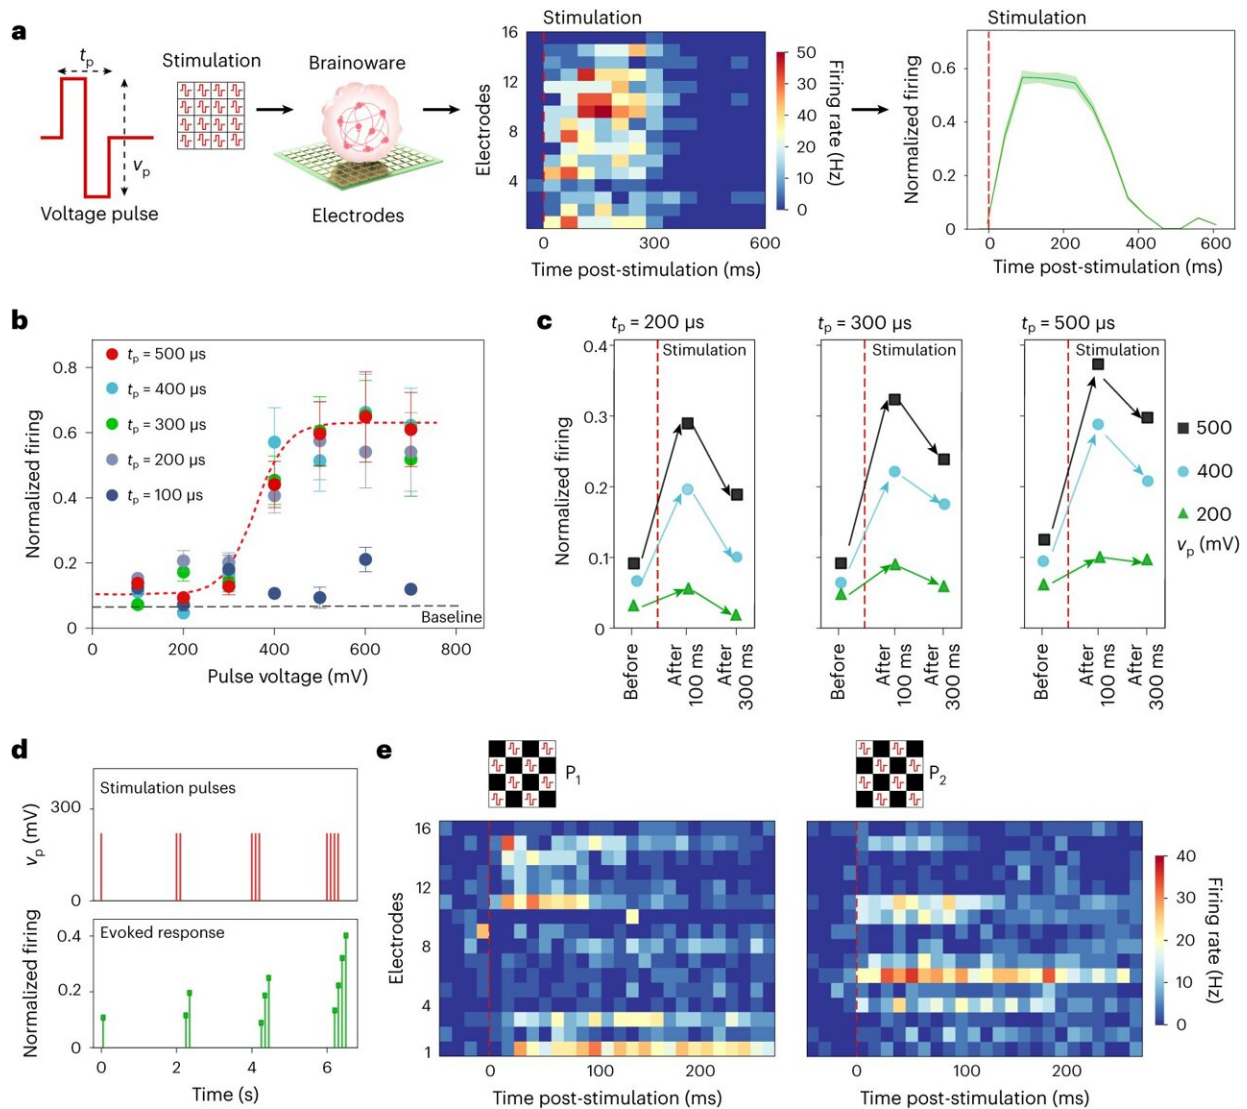 a
tp
vp
Voltage pulse
Stimulation
Brainoware
Electrodes
Stimulation
Electrodes
16
12
8
4
0
300
600
Time post-stimulation (ms)
50
40
30
20
10
0
Firing rate (Hz)
Stimulation
Normalized firing
0.6
0.4
0.2
0
0
200
400
600
Time post-stimulation (ms)
b
Normalized firing
0.8
0.6
0.4
0.2
0
tp = 500 μs
tp = 400 μs
tp = 300 μs
tp = 200 μs
tp = 100 μs
Baseline
0
200
400
600
800
Pulse voltage (mV)
c
Normalized firing
0.4
0.3
0.2
0.1
0
tp = 200 μs
Stimulation
Before
After
100 ms
After
300 ms
tp = 300 μs
Stimulation
Before
After
100 ms
After
300 ms
tp = 500 μs
Stimulation
Before
After
100 ms
After
300 ms
500
400
200
vp (mV)
d
Stimulation pulses
vp (mV)
300
0
Evoked response
Normalized firing
0.4
0.2
0
0
2
4
6
Time (s)
e
P1
Electrodes
16
12
8
4
1
0
100
200
Time post-stimulation (ms)
P2
0
100
200
Time post-stimulation (ms)
40
30
20
10
0
Firing rate (Hz)